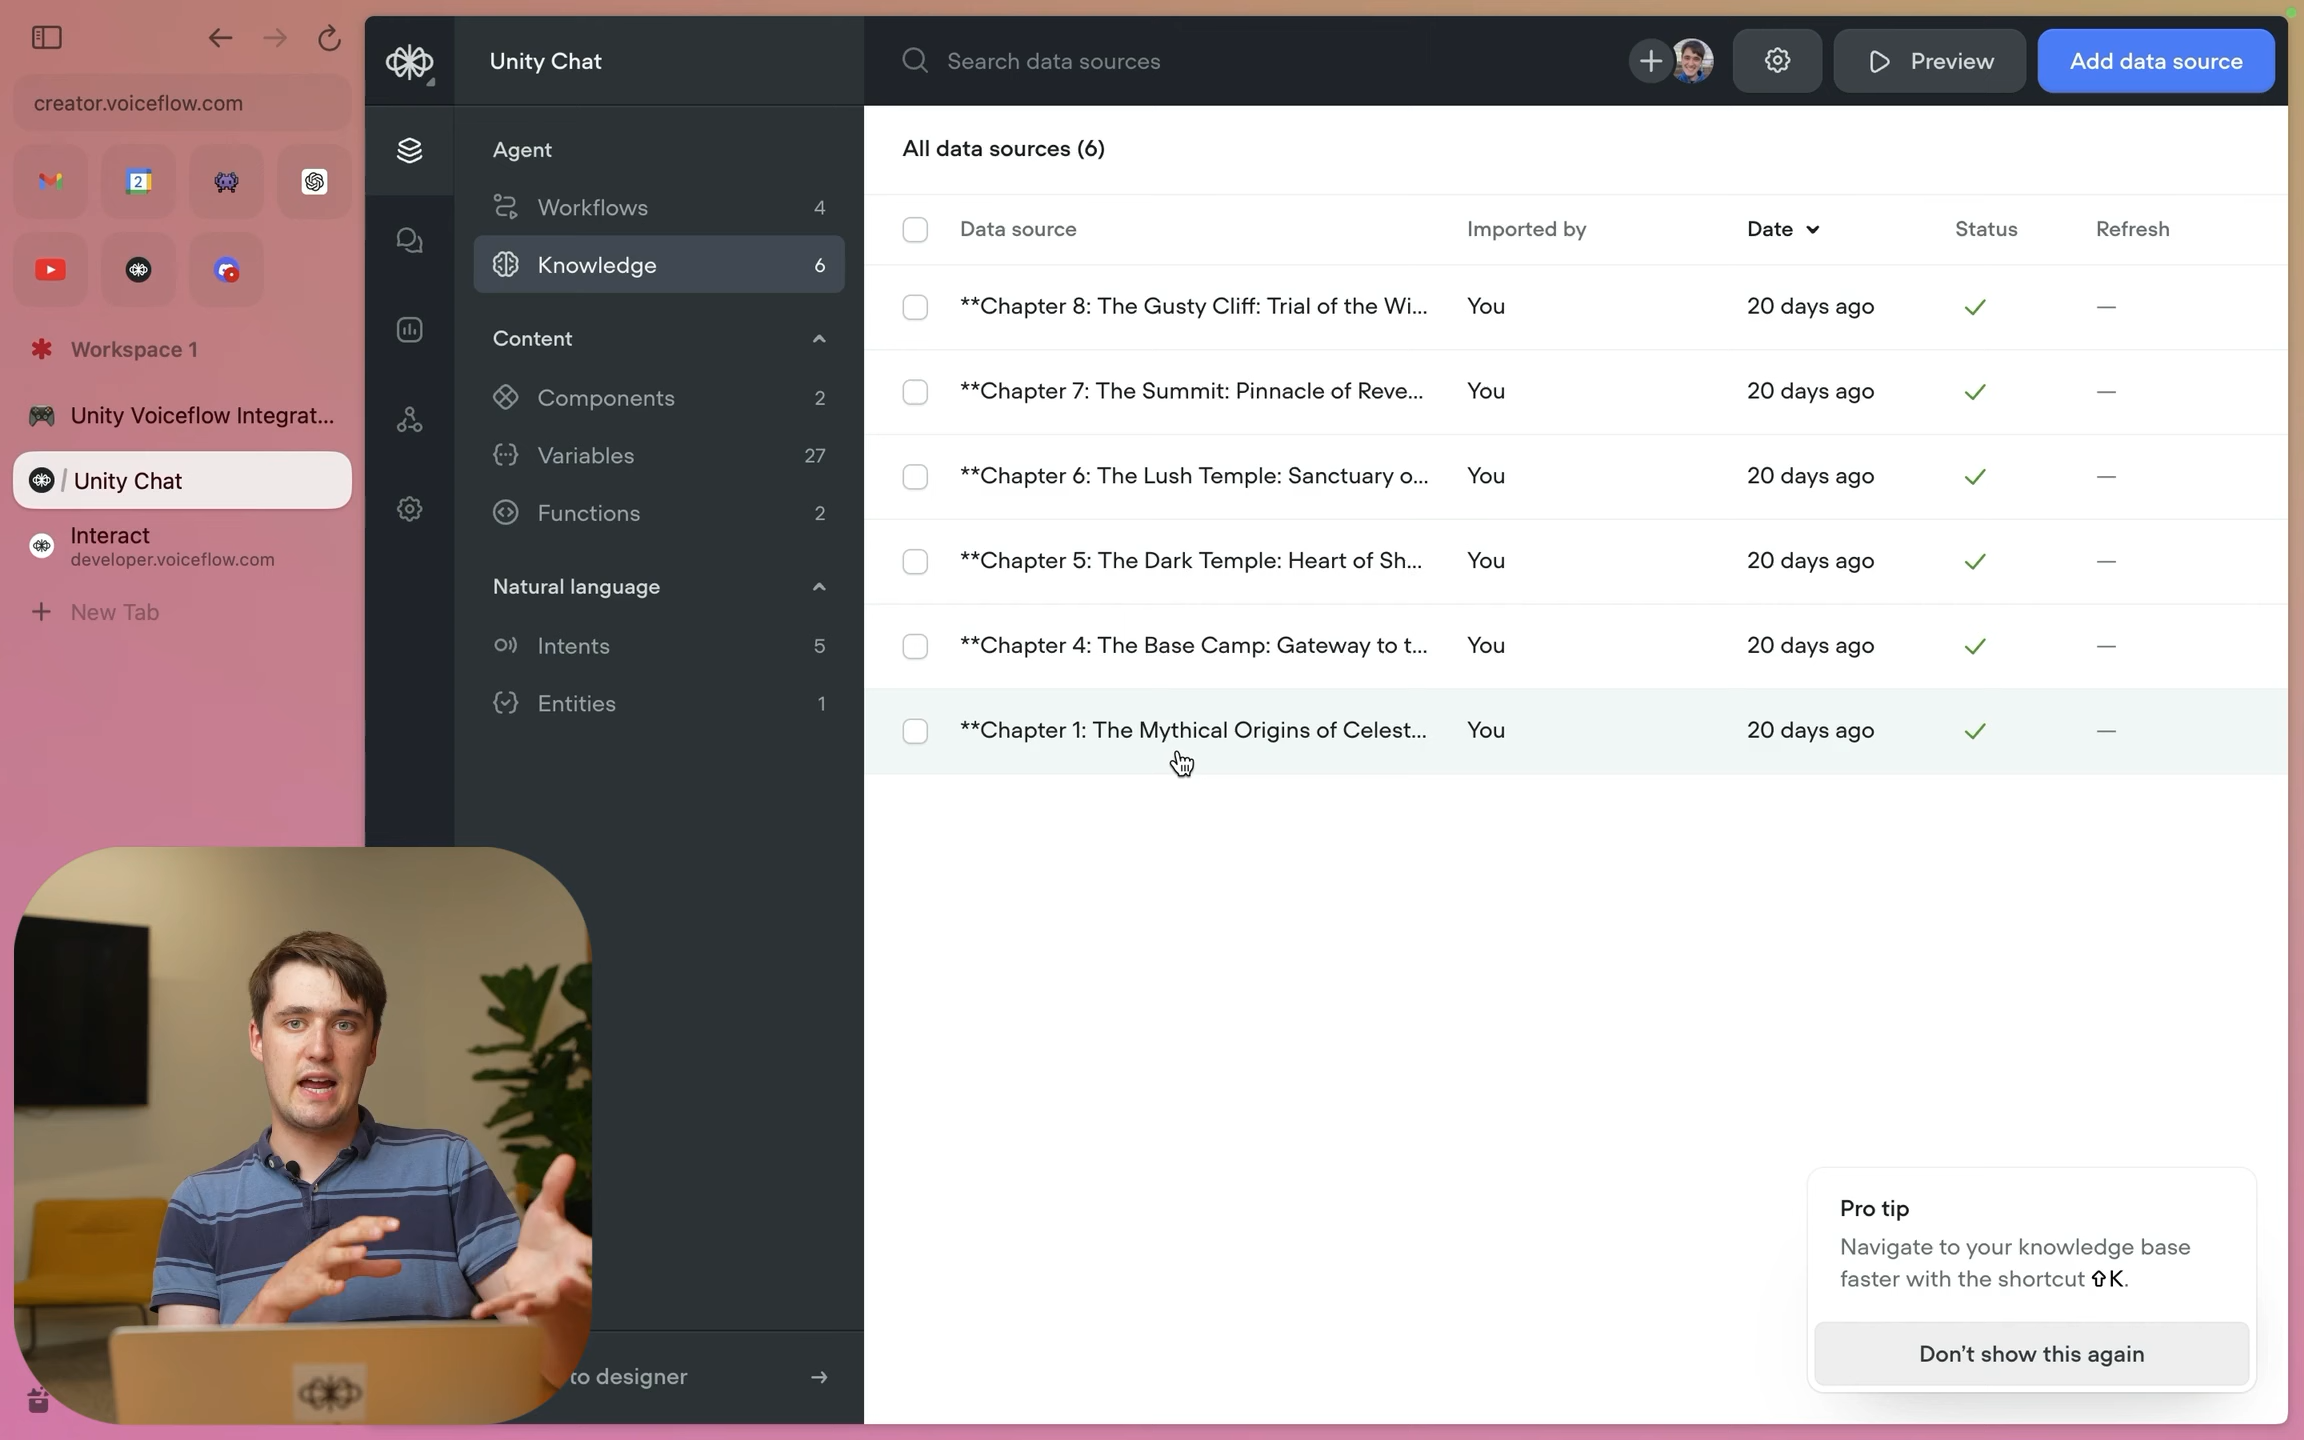 creator.voiceflow.com
2
Workspace 1
Unity Voiceflow Integrat...
/ Unity Chat
Interact
developer.voiceflow.com
+ New Tab
Unity Chat
Agent
Workflows 4
Knowledge 6
Content
Components 2
Variables 27
Functions 2
Natural language
Intents 5
Entities 1
to designer
Search data sources
Preview
Add data source
All data sources (6)
Data source Imported by Date Status Refresh
**Chapter 8: The Gusty Cliff: Trial of the Wi... You 20 days ago —
**Chapter 7: The Summit: Pinnacle of Reve... You 20 days ago —
**Chapter 6: The Lush Temple: Sanctuary o... You 20 days ago —
**Chapter 5: The Dark Temple: Heart of Sh... You 20 days ago —
**Chapter 4: The Base Camp: Gateway to t... You 20 days ago —
**Chapter 1: The Mythical Origins of Celest... You 20 days ago —
Pro tip
Navigate to your knowledge base
faster with the shortcut ⇧K.
Don't show this again